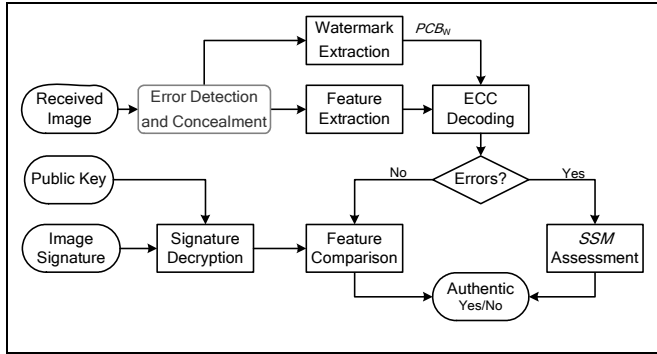 Watermark
Extraction
PCBW
Received
Image
Error Detection
and Concealment
Feature
Extraction
ECC
Decoding
Public Key
No
Errors?
Yes
Image
Signature
Signature
Decryption
Feature
Comparison
SSM
Assessment
Authentic
Yes/No